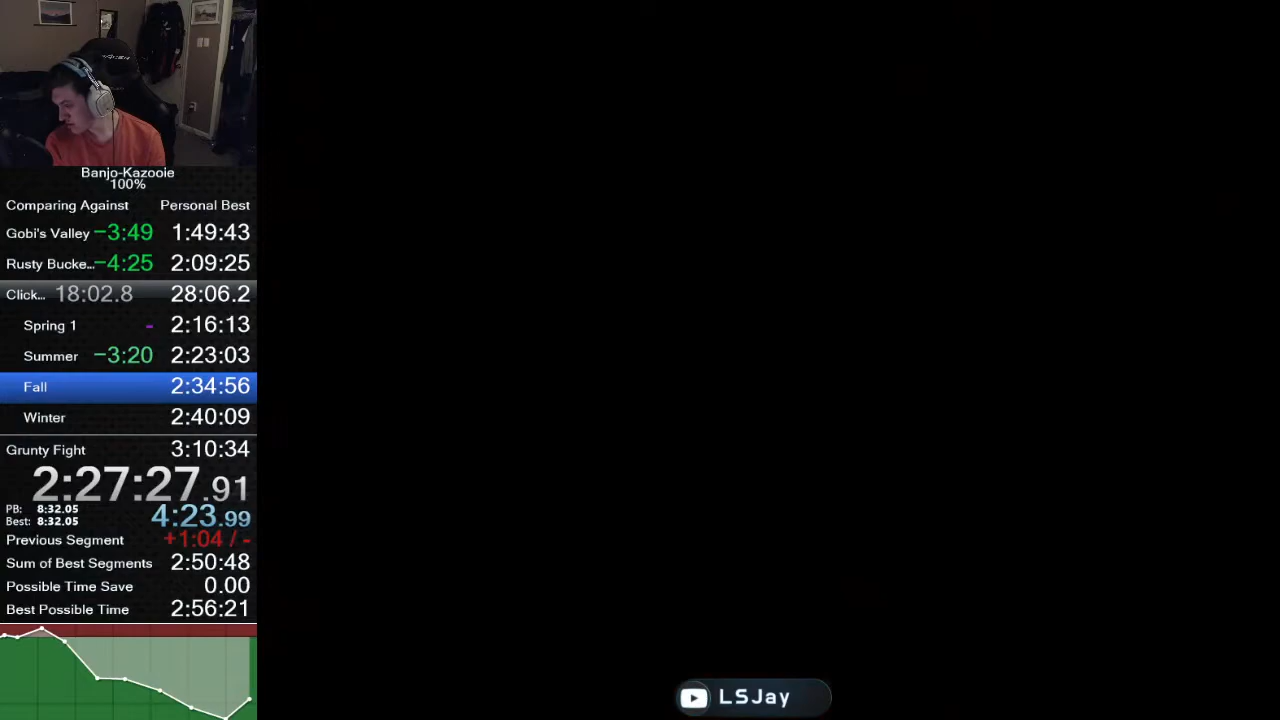 Banjo-Kazooie
100%
Comparing Against Personal Best
Gobi's Valley -3:49 1:49:43
Rusty Bucke... -4:25 2:09:25
Click... 18:02.8 28:06.2
Spring 1 - 2:16:13
Summer -3:20 2:23:03
Fall 2:34:56
Winter 2:40:09
Grunty Fight 3:10:34
2:27:27.91
PB: 8:32.05
Best: 8:32.05
4:23.99
Previous Segment +1:04 / -
Sum of Best Segments 2:50:48
Possible Time Save 0.00
Best Possible Time 2:56:21
LSJay